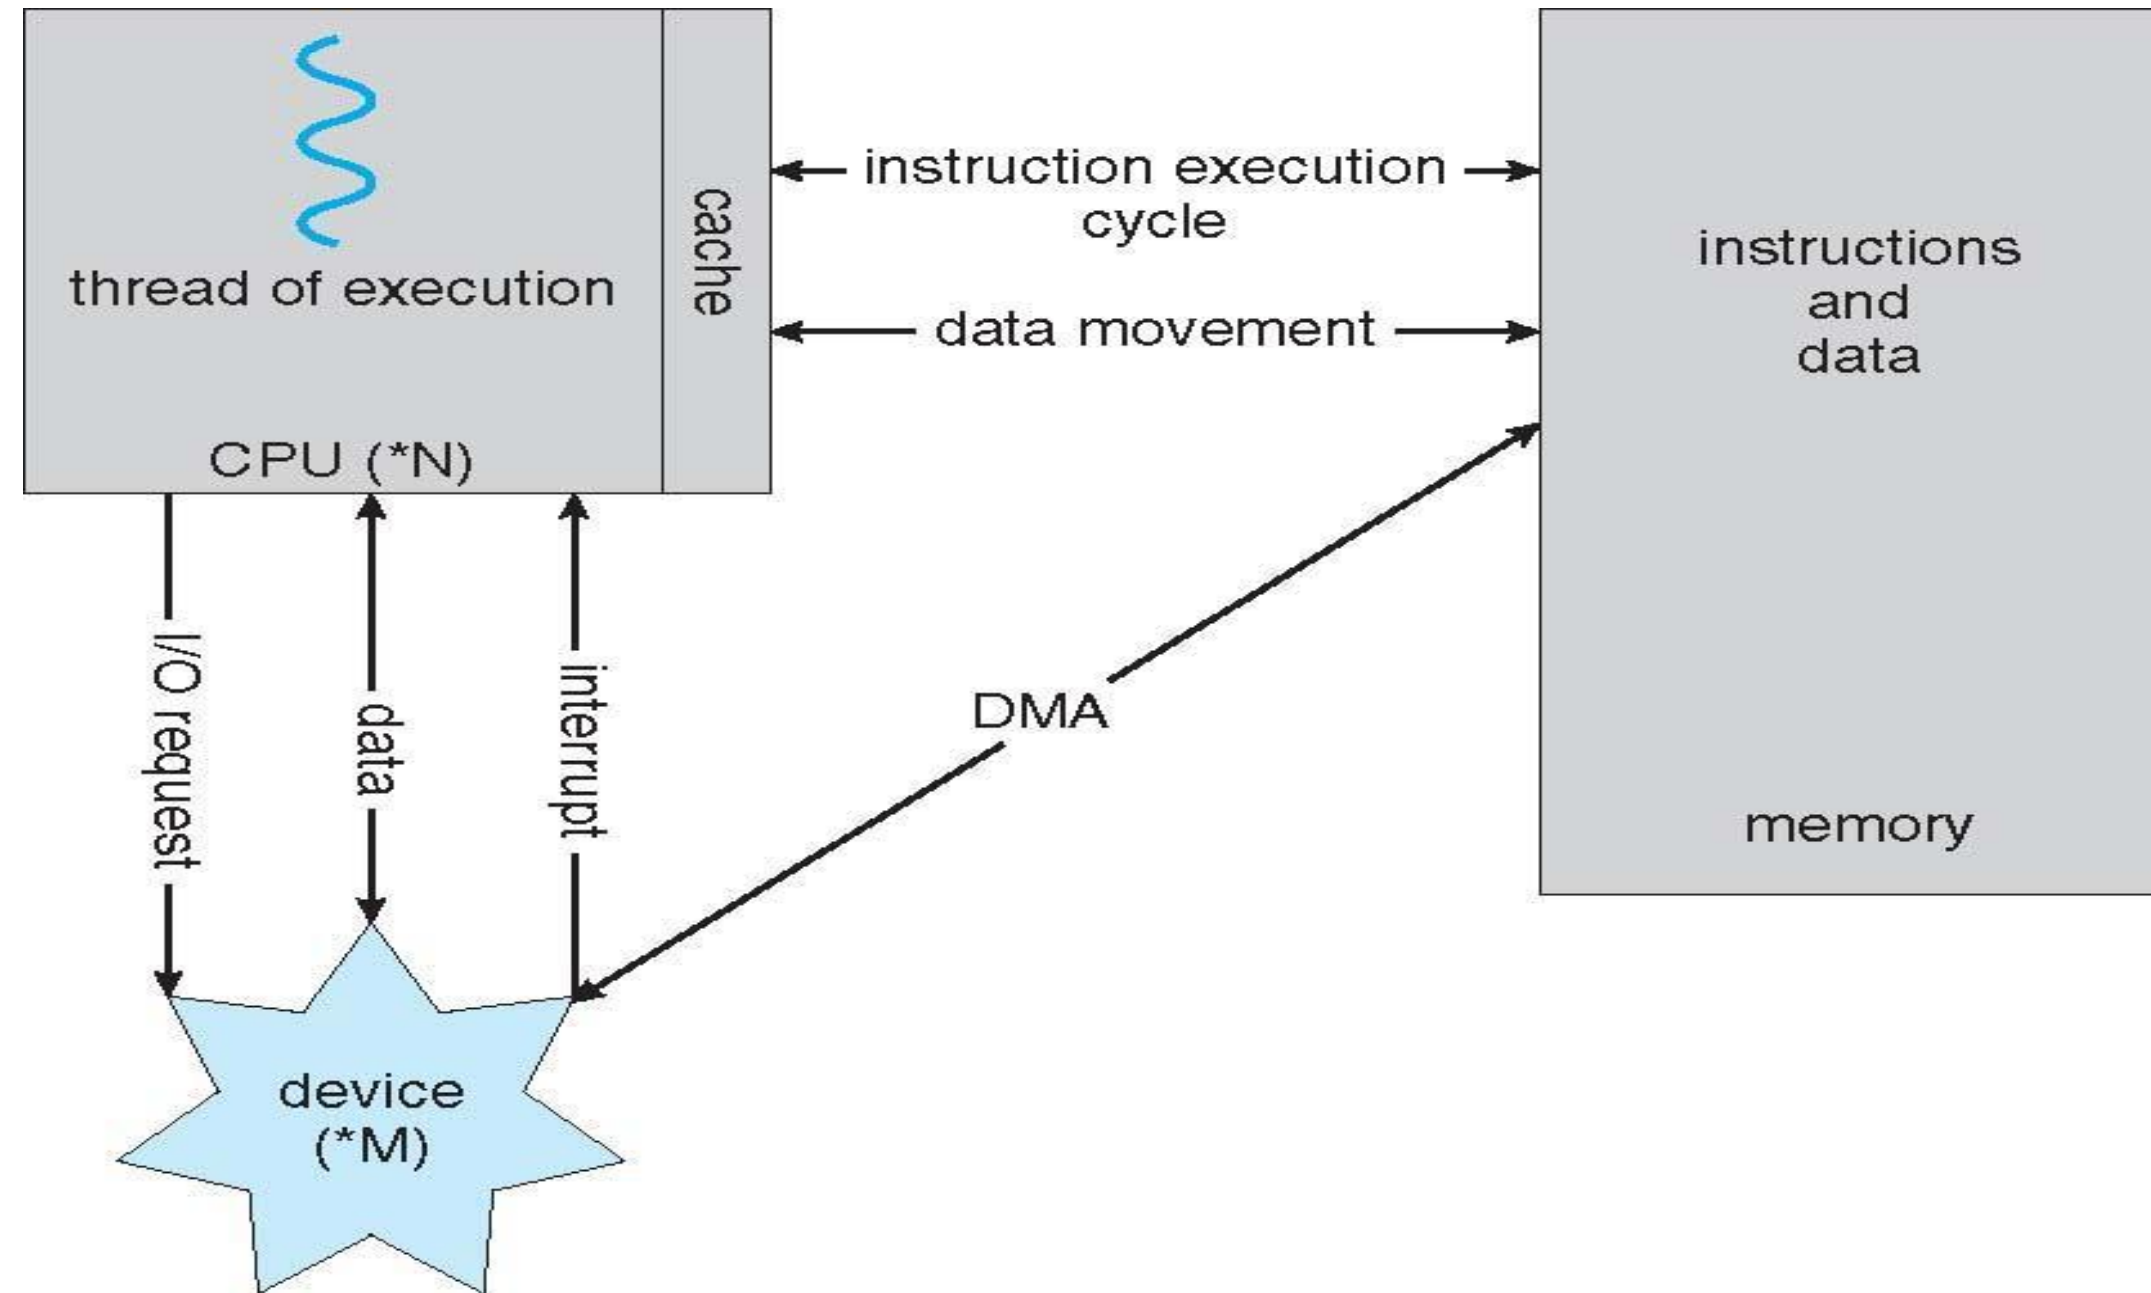 thread of execution
CPU (*N)
cache
instruction execution
cycle
data movement
instructions
and
data
memory
I/O request
data
interrupt
DMA
device
(*M)